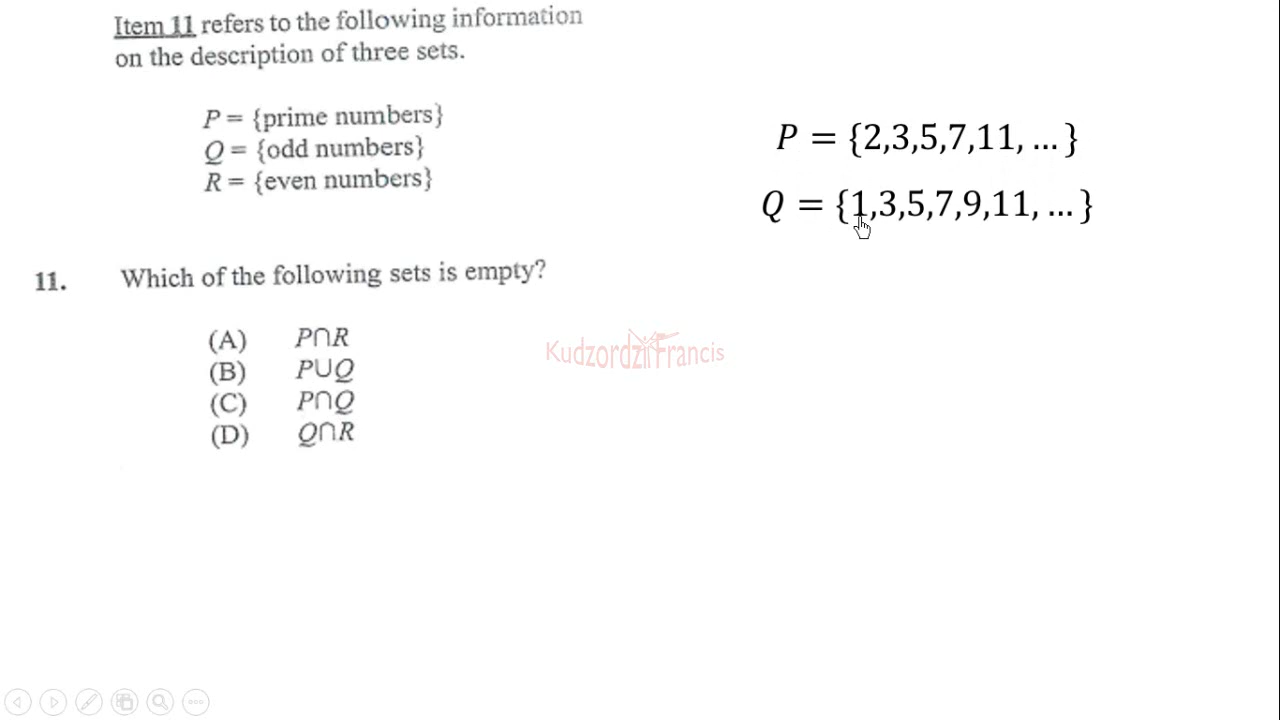 Item 11 refers to the following information
on the description of three sets.
P = {prime numbers}
Q = {odd numbers}
R = {even numbers}
P = {2,3,5,7,11, … }
Q = {1,3,5,7,9,11, … }
11. Which of the following sets is empty?
(A) P∩R
(B) P∪Q
(C) P∩Q
(D) Q∩R
Kudzordzi Francis